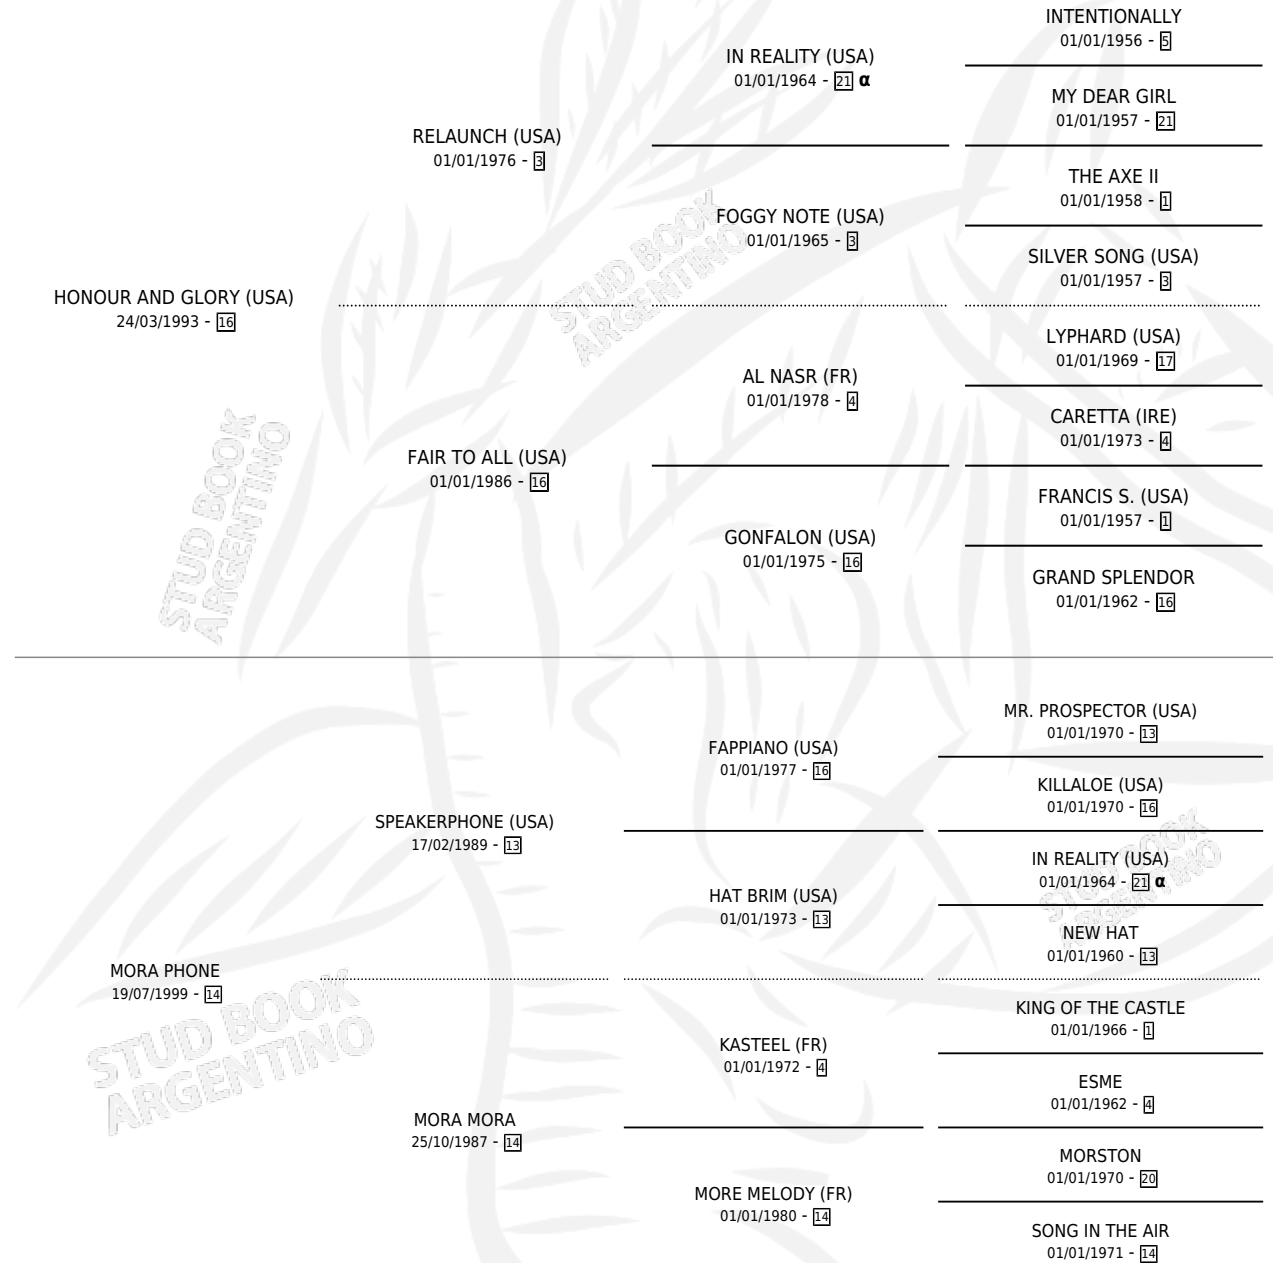 INTENTIONALLY
01/01/1956 - 5
IN REALITY (USA)
01/01/1964 - 21 α
MY DEAR GIRL
01/01/1957 - 21
RELAUNCH (USA)
01/01/1976 - 3
THE AXE II
01/01/1958 - 1
FOGGY NOTE (USA)
01/01/1965 - 3
SILVER SONG (USA)
01/01/1957 - 3
HONOUR AND GLORY (USA)
24/03/1993 - 16
LYPHARD (USA)
01/01/1969 - 17
AL NASR (FR)
01/01/1978 - 4
CARETTA (IRE)
01/01/1973 - 4
FAIR TO ALL (USA)
01/01/1986 - 16
FRANCIS S. (USA)
01/01/1957 - 1
GONFALON (USA)
01/01/1975 - 16
GRAND SPLENDOR
01/01/1962 - 16
MR. PROSPECTOR (USA)
01/01/1970 - 13
FAPPIANO (USA)
01/01/1977 - 16
KILLALOE (USA)
01/01/1970 - 16
SPEAKERPHONE (USA)
17/02/1989 - 13
IN REALITY (USA)
01/01/1964 - 21 α
HAT BRIM (USA)
01/01/1973 - 13
NEW HAT
01/01/1960 - 13
MORA PHONE
19/07/1999 - 14
KING OF THE CASTLE
01/01/1966 - 1
KASTEEL (FR)
01/01/1972 - 4
ESME
01/01/1962 - 4
MORA MORA
25/10/1987 - 14
MORSTON
01/01/1970 - 20
MORE MELODY (FR)
01/01/1980 - 14
SONG IN THE AIR
01/01/1971 - 14
STUD BOOK
ARGENTINO
STUD BOOK
ARGENTINO
STUD BOOK
ARGENTINO
STUD BOOK
ARGENTINO